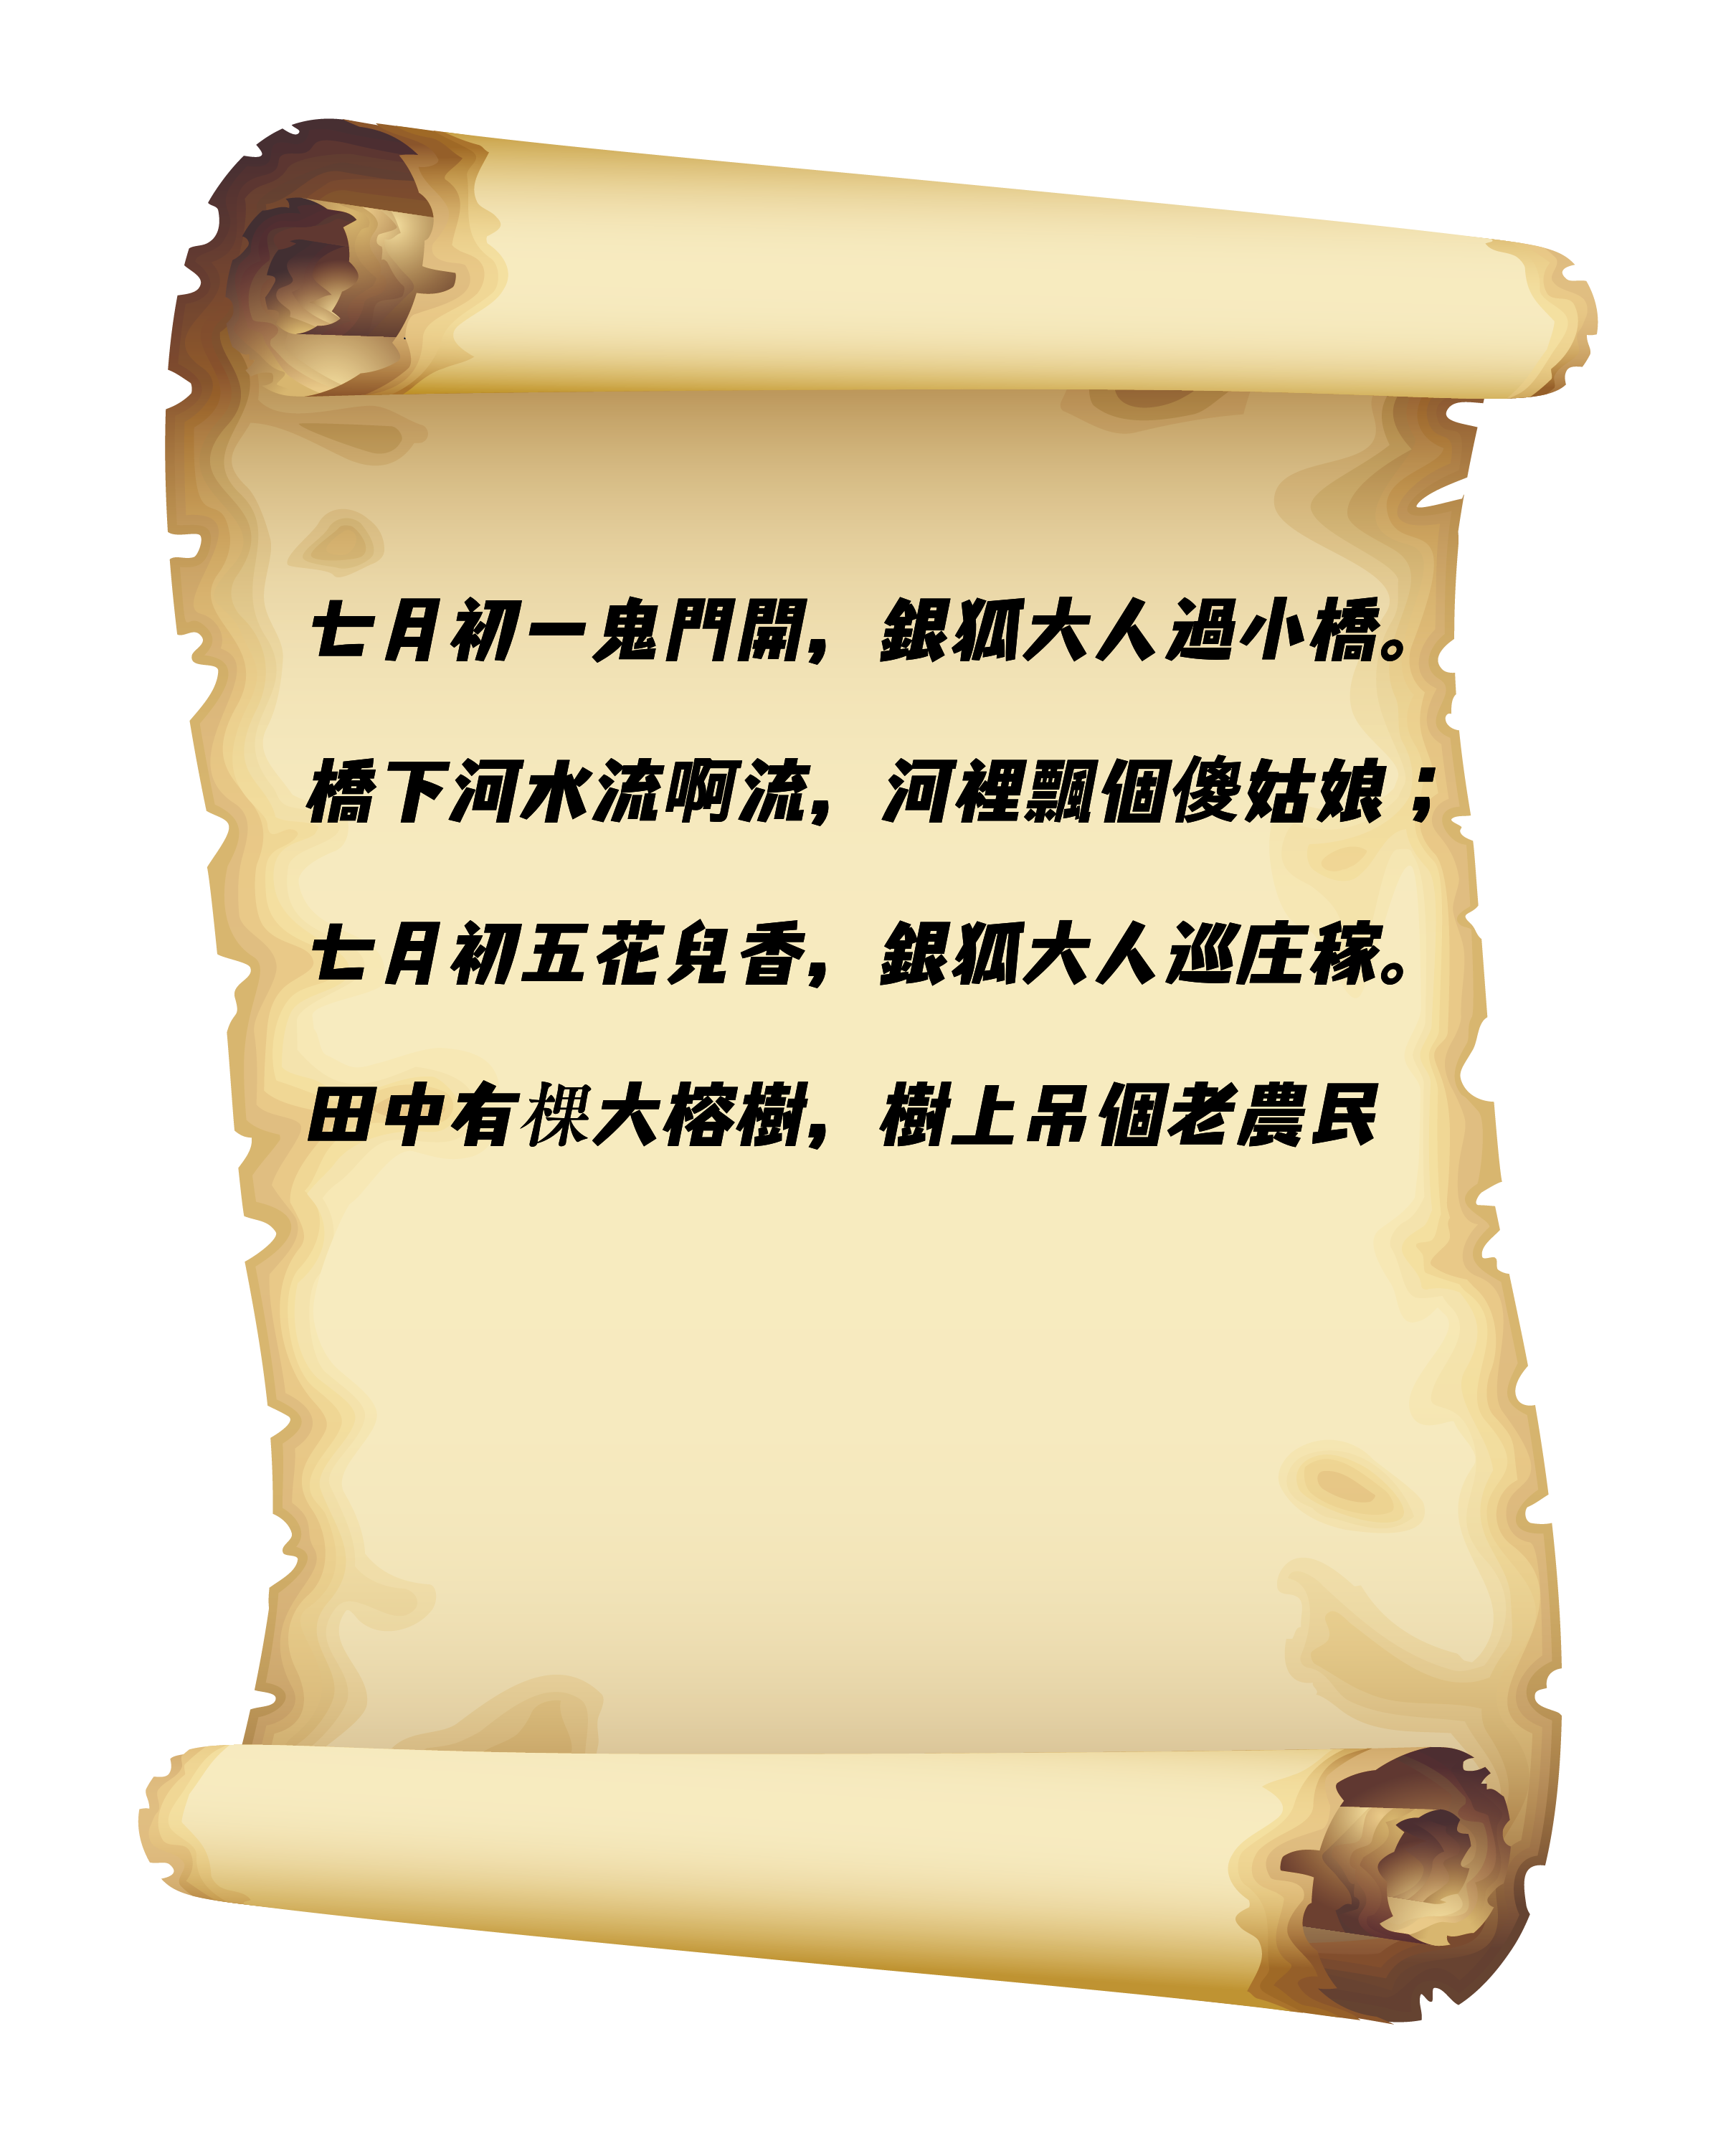 七月初一鬼門開，銀狐大人過小橋。
橋下河水流啊流，河裡飄個傻姑娘；
七月初五花兒香，銀狐大人巡庄稼。
田中有棵大榕樹，樹上吊個老農民